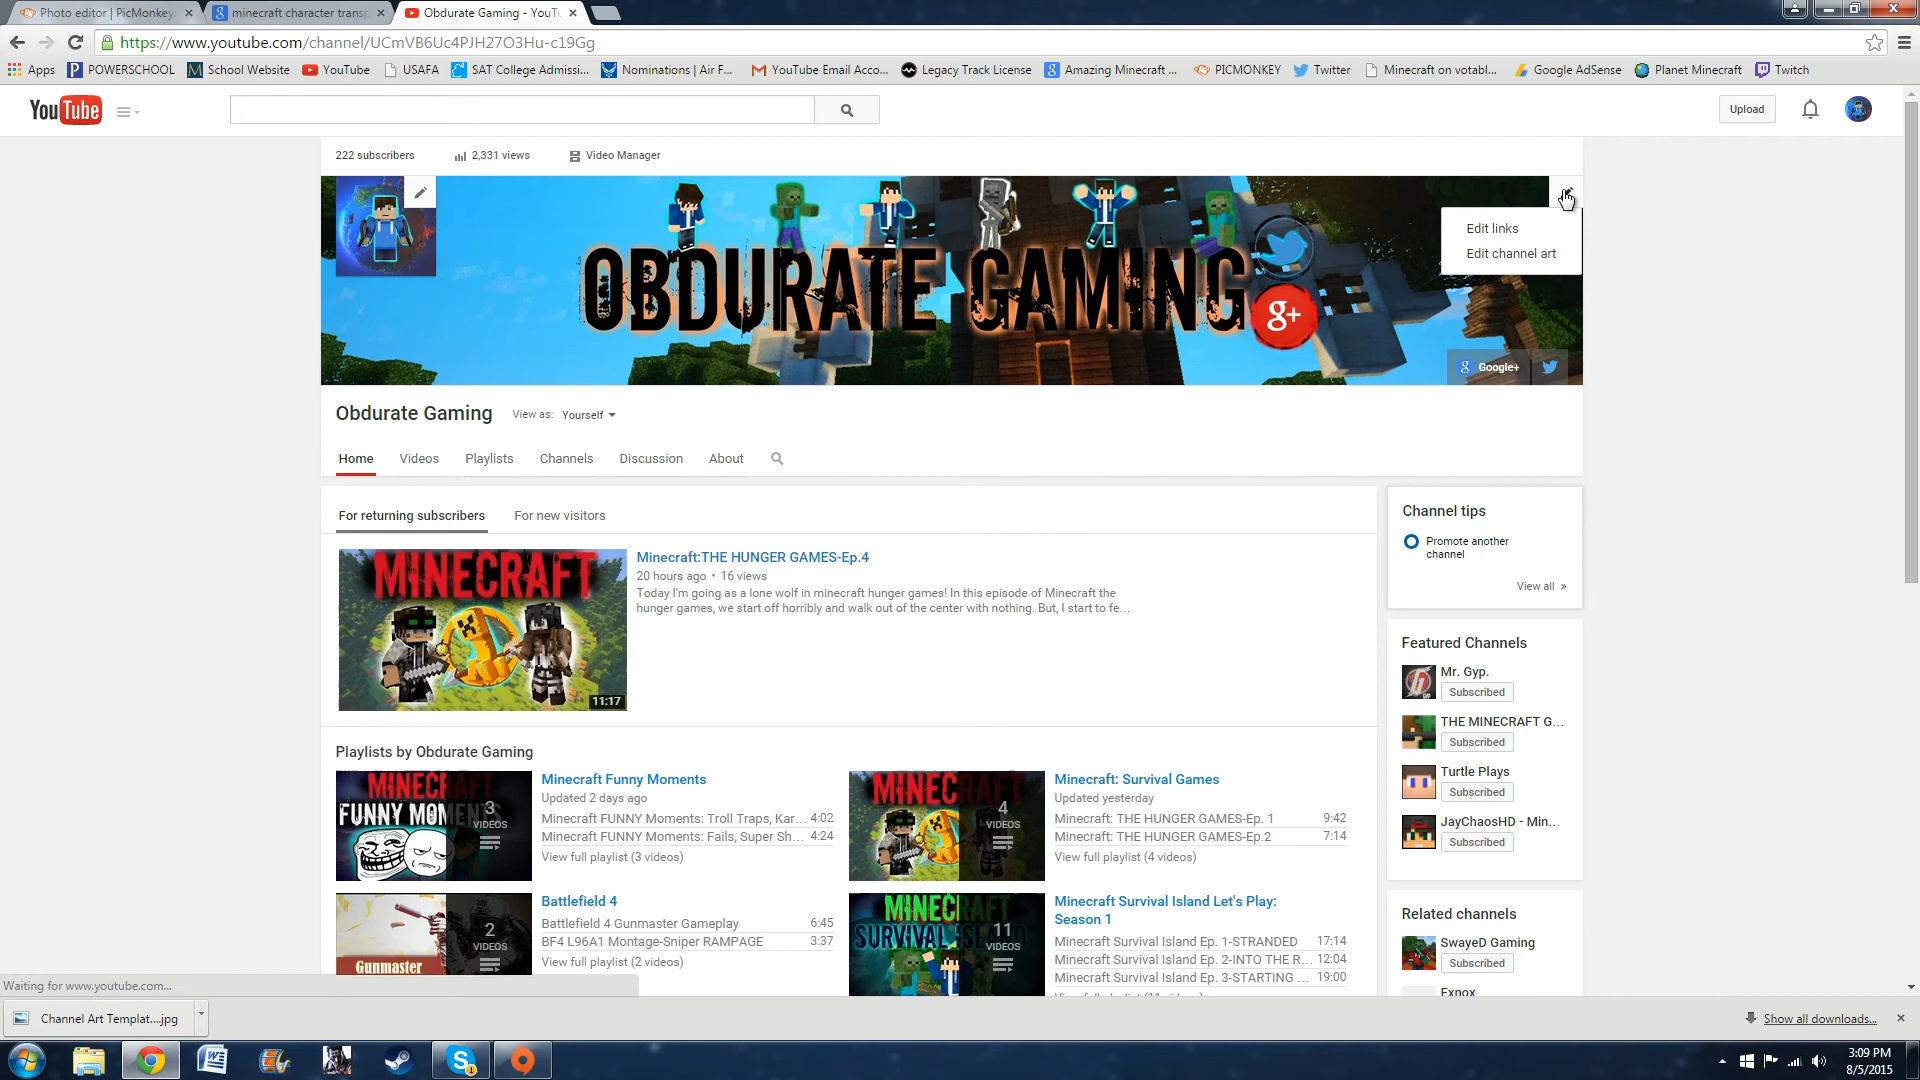 Photo editor | PicMonkey:
minecraft character transp
Obdurate Gaming - YouTu
https://www.youtube.com/channel/UCmVB6Uc4PJH27O3Hu-c19Gg
Apps
POWERSCHOOL
School Website
YouTube
USAFA
SAT College Admissi...
Nominations | Air F...
YouTube Email Acco...
Legacy Track License
Amazing Minecraft ...
PICMONKEY
Twitter
Minecraft on votabl...
Google AdSense
Planet Minecraft
Twitch
YouTube
Upload
222 subscribers
2,331 views
Video Manager
Edit links
Edit channel art
OBDURATE GAMING
g+
Google+
Obdurate Gaming
View as: Yourself
Home
Videos
Playlists
Channels
Discussion
About
For returning subscribers
For new visitors
MINECRAFT
11:17
Minecraft:THE HUNGER GAMES-Ep.4
20 hours ago • 16 views
Today I'm going as a lone wolf in minecraft hunger games! In this episode of Minecraft the
hunger games, we start off horribly and walk out of the center with nothing. But, I start to fe...
Channel tips
Promote another
channel
View all »
Featured Channels
Mr. Gyp.
Subscribed
THE MINECRAFT G...
Subscribed
Turtle Plays
Subscribed
JayChaosHD - Min...
Subscribed
Related channels
SwayeD Gaming
Subscribed
Exnox
Playlists by Obdurate Gaming
MINECRAFT
FUNNY MOMENTS
3
VIDEOS
Minecraft Funny Moments
Updated 2 days ago
Minecraft FUNNY Moments: Troll Traps, Kar... 4:02
Minecraft FUNNY Moments: Fails, Super Sh... 4:24
View full playlist (3 videos)
MINECRAFT
4
VIDEOS
Minecraft: Survival Games
Updated yesterday
Minecraft: THE HUNGER GAMES-Ep. 1 9:42
Minecraft: THE HUNGER GAMES-Ep.2 7:14
View full playlist (4 videos)
Gunmaster
2
VIDEOS
Battlefield 4
Battlefield 4 Gunmaster Gameplay 6:45
BF4 L96A1 Montage-Sniper RAMPAGE 3:37
View full playlist (2 videos)
MINECRAFT
SURVIVAL ISLAND
11
VIDEOS
Minecraft Survival Island Let's Play:
Season 1
Minecraft Survival Island Ep. 1-STRANDED 17:14
Minecraft Survival Island Ep. 2-INTO THE R... 12:04
Minecraft Survival Island Ep. 3-STARTING ... 19:00
Waiting for www.youtube.com...
Channel Art Templat....jpg
Show all downloads...
3:09 PM
8/5/2015